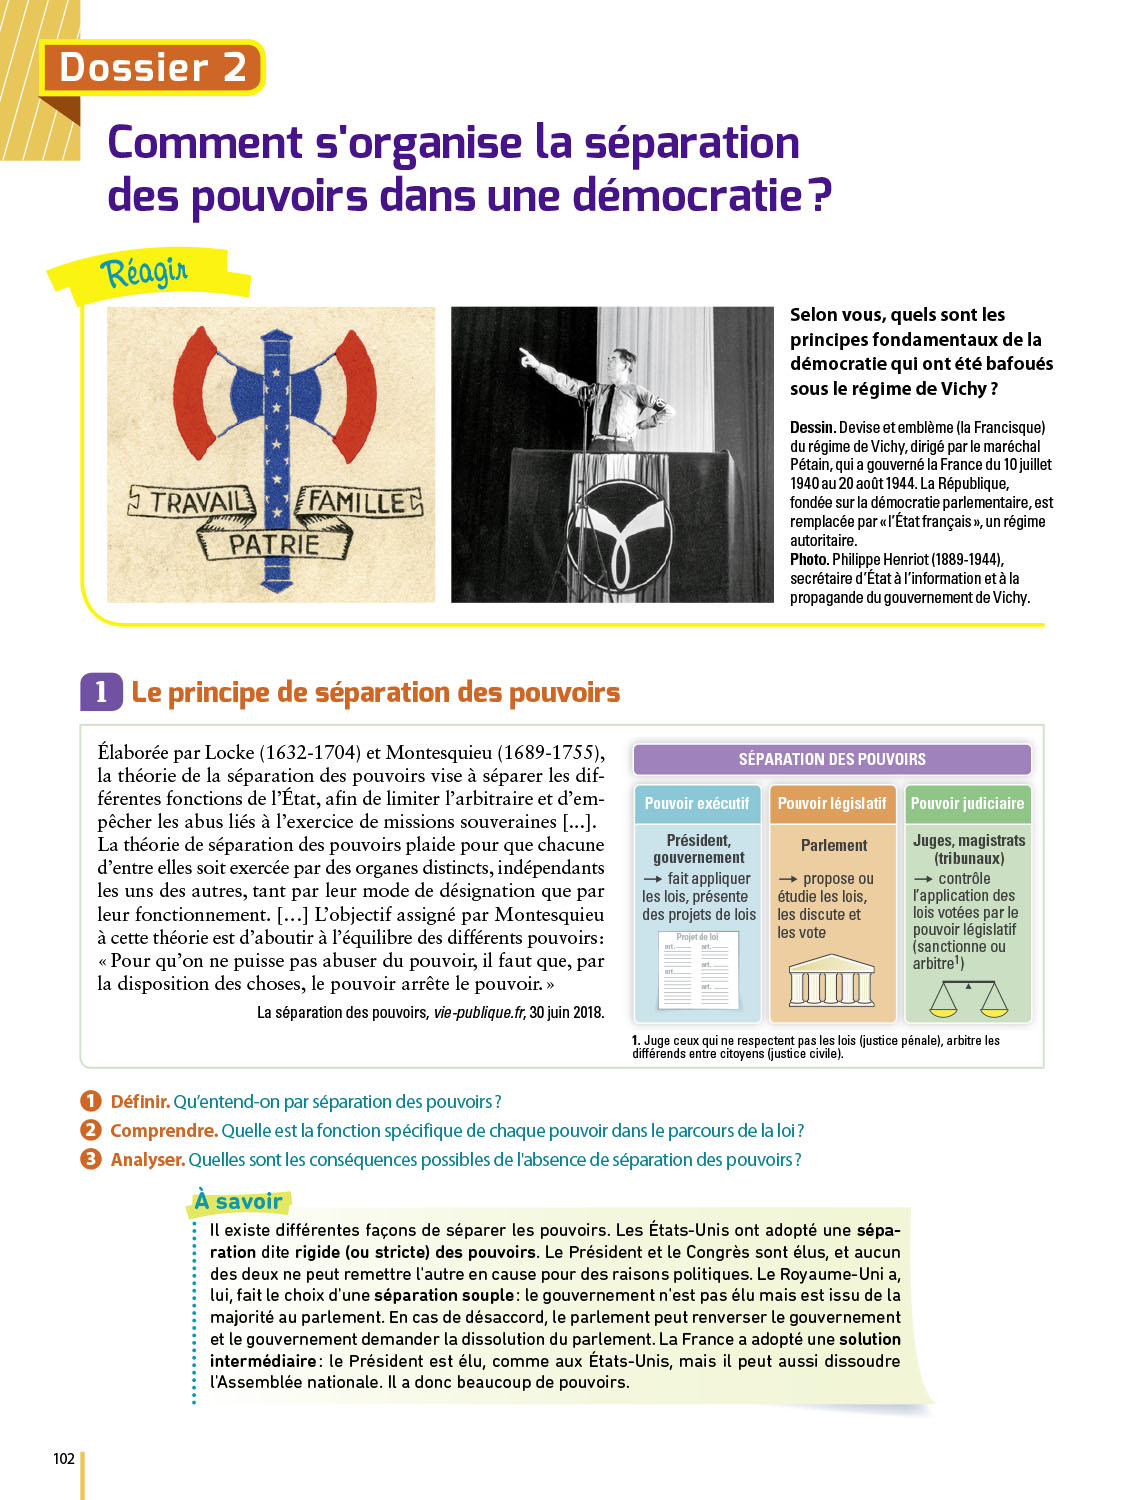 Dossier 2
Comment s'organise la séparation
des pouvoirs dans une démocratie ?
Réagir
TRAVAIL FAMILLE
PATRIE
Selon vous, quels sont les
principes fondamentaux de la
démocratie qui ont été bafoués
sous le régime de Vichy ?
Dessin. Devise et emblème (la Francisque)
du régime de Vichy, dirigé par le maréchal
Pétain, qui a gouverné la France du 10 juillet
1940 au 20 août 1944. La République,
fondée sur la démocratie parlementaire, est
remplacée par « l'État français », un régime
autoritaire.
Photo. Philippe Henriot (1889-1944),
secrétaire d'État à l'information et à la
propagande du gouvernement de Vichy.
1 Le principe de séparation des pouvoirs
Élaborée par Locke (1632-1704) et Montesquieu (1689-1755),
la théorie de la séparation des pouvoirs vise à séparer les dif-
férentes fonctions de l'État, afin de limiter l'arbitraire et d'em-
pêcher les abus liés à l'exercice de missions souveraines [...].
La théorie de séparation des pouvoirs plaide pour que chacune
d'entre elles soit exercée par des organes distincts, indépendants
les uns des autres, tant par leur mode de désignation que par
leur fonctionnement. […] L'objectif assigné par Montesquieu
à cette théorie est d'aboutir à l'équilibre des différents pouvoirs :
« Pour qu'on ne puisse pas abuser du pouvoir, il faut que, par
la disposition des choses, le pouvoir arrête le pouvoir. »
La séparation des pouvoirs, vie-publique.fr, 30 juin 2018.
SÉPARATION DES POUVOIRS
Pouvoir exécutif
Président,
gouvernement
→ fait appliquer
les lois, présente
des projets de lois
Projet de loi
art. art.
art.
art.
art.
Pouvoir législatif
Parlement
→ propose ou
étudie les lois,
les discute et
les vote
Pouvoir judiciaire
Juges, magistrats
(tribunaux)
→ contrôle
l'application des
lois votées par le
pouvoir législatif
(sanctionne ou
arbitre1)
1. Juge ceux qui ne respectent pas les lois (justice pénale), arbitre les
différends entre citoyens (justice civile).
1 Définir. Qu'entend-on par séparation des pouvoirs ?
2 Comprendre. Quelle est la fonction spécifique de chaque pouvoir dans le parcours de la loi ?
3 Analyser. Quelles sont les conséquences possibles de l'absence de séparation des pouvoirs ?
À savoir
Il existe différentes façons de séparer les pouvoirs. Les États-Unis ont adopté une sépa-
ration dite rigide (ou stricte) des pouvoirs. Le Président et le Congrès sont élus, et aucun
des deux ne peut remettre l'autre en cause pour des raisons politiques. Le Royaume-Uni a,
lui, fait le choix d'une séparation souple : le gouvernement n'est pas élu mais est issu de la
majorité au parlement. En cas de désaccord, le parlement peut renverser le gouvernement
et le gouvernement demander la dissolution du parlement. La France a adopté une solution
intermédiaire : le Président est élu, comme aux États-Unis, mais il peut aussi dissoudre
l'Assemblée nationale. Il a donc beaucoup de pouvoirs.
102